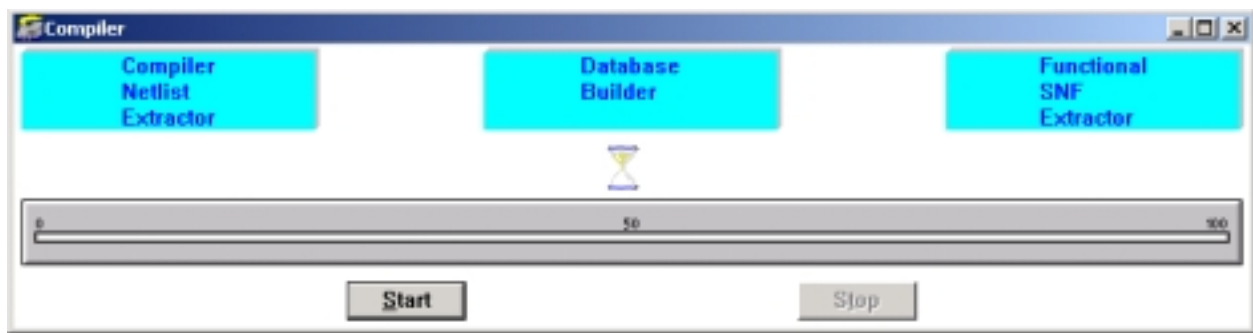 Compiler
Compiler
Netlist
Extractor
Database
Builder
Functional
SNF
Extractor
0 50 100
Start Stop